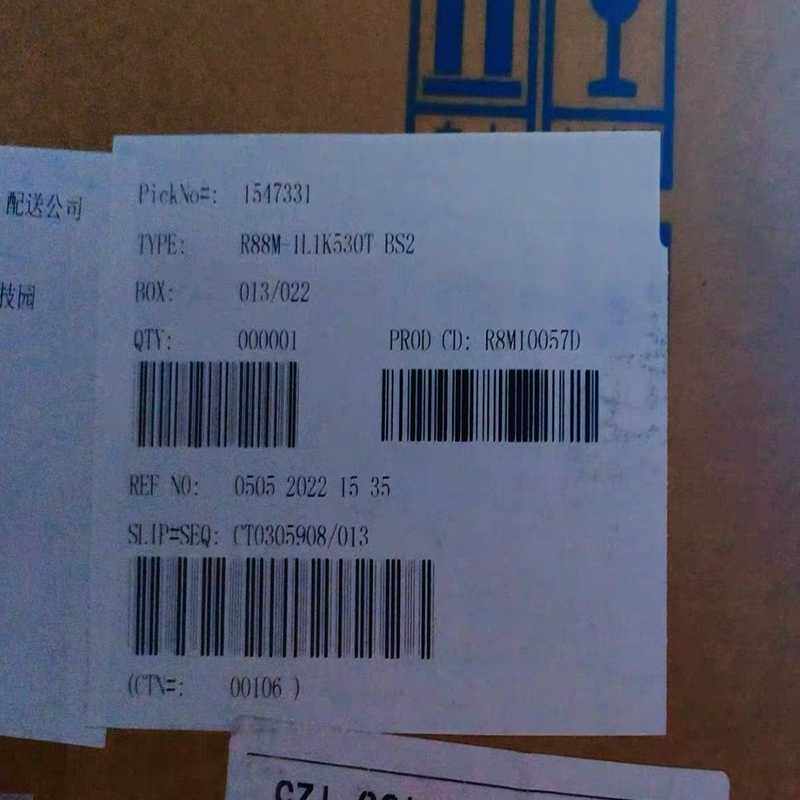 配送公司
技园
PickNo=: 1547331
TYPE: R88M-1L1K530T BS2
BOX: 013/022
QTY: 000001 PROD CD: R8M10057D
REF NO: 0505 2022 15 35
SLIP=SEQ: CT0305908/013
(CTN=: 00106 )